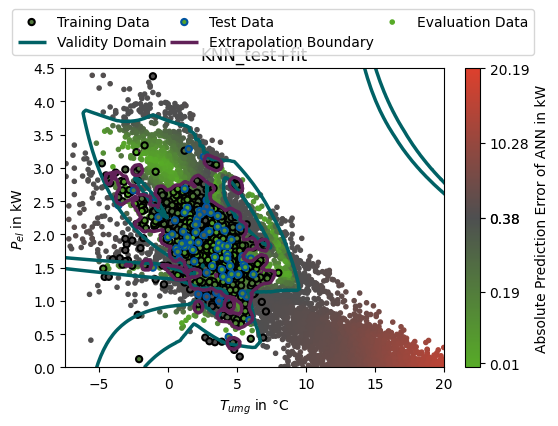 Training Data
Test Data
Evaluation Data
Validity Domain
Extrapolation Boundary
KNN_test+fit
4.5
4.0
3.5
3.0
2.5
2.0
1.5
1.0
0.5
0.0
P_el in kW
−5
0
5
10
15
20
T_umg in °C
20.19
10.28
0.38
0.19
0.01
Absolute Prediction Error of ANN in kW